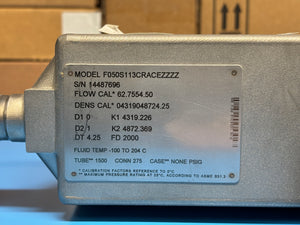 MODEL F050S113CRACEZZZZ
S/N 14487696
FLOW CAL* 62.7554.50
DENS CAL* 04319048724.25
D1 0 K1 4319.226
D2 1 K2 4872.369
DT 4.25 FD 2000
FLUID TEMP -100 TO 204 C
TUBE** 1500 CONN 275 CASE** NONE PSIG
* CALIBRATION FACTORS REFERENCE TO 0°C
** MAXIMUM PRESSURE RATING AT 25°C, ACCORDING TO ASME B31.3